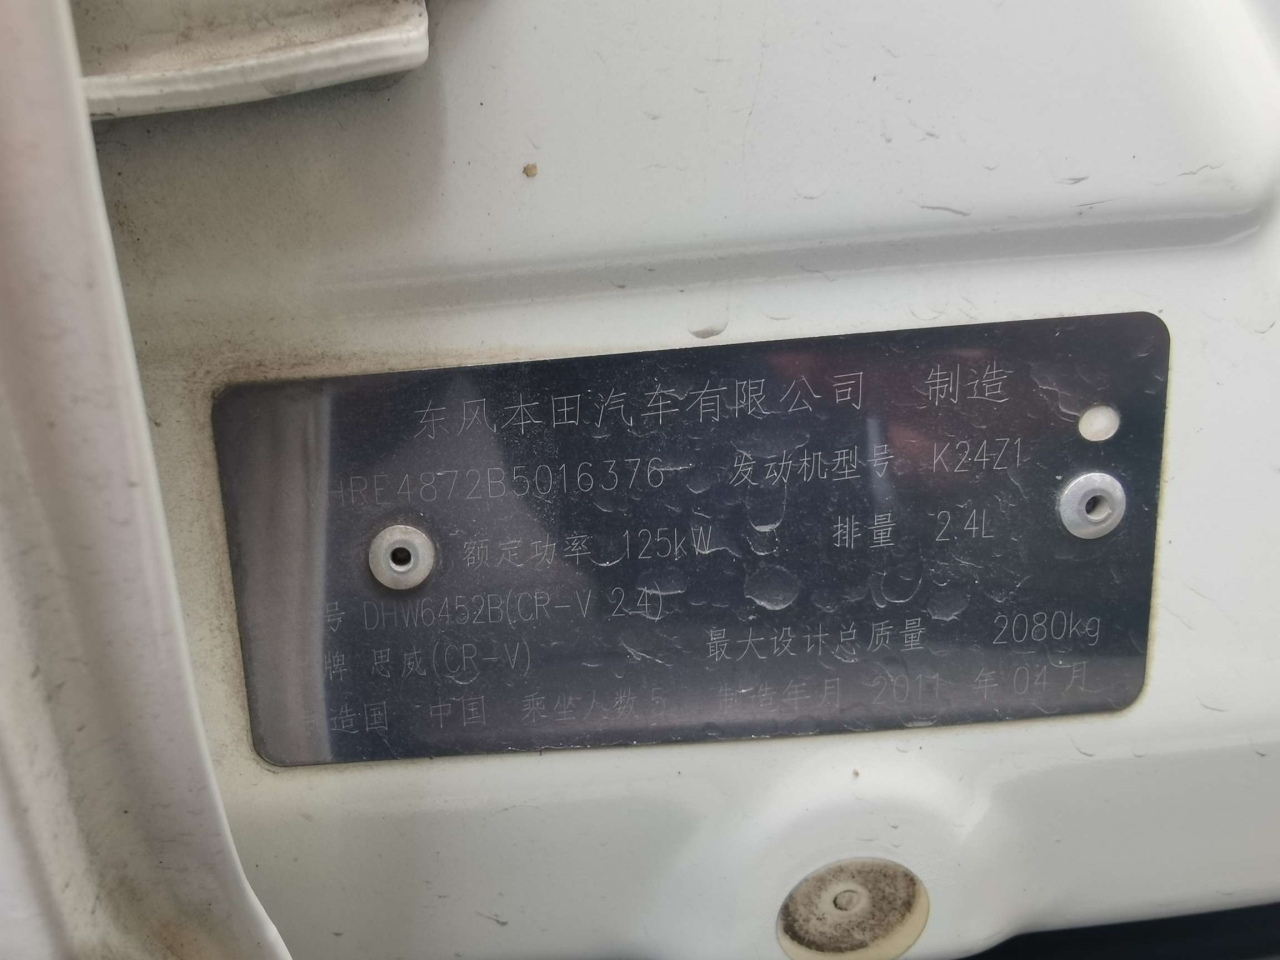 东风本田汽车有限公司 制造
HRE4872B5016376 发动机型号 K24Z1
额定功率 125kW 排量 2.4L
号 DHW6452B(CR-V 2.4)
牌 思威(CR-V) 最大设计总质量 2080kg
制造国 中国 乘坐人数 5 制造年月 2011 年 04 月